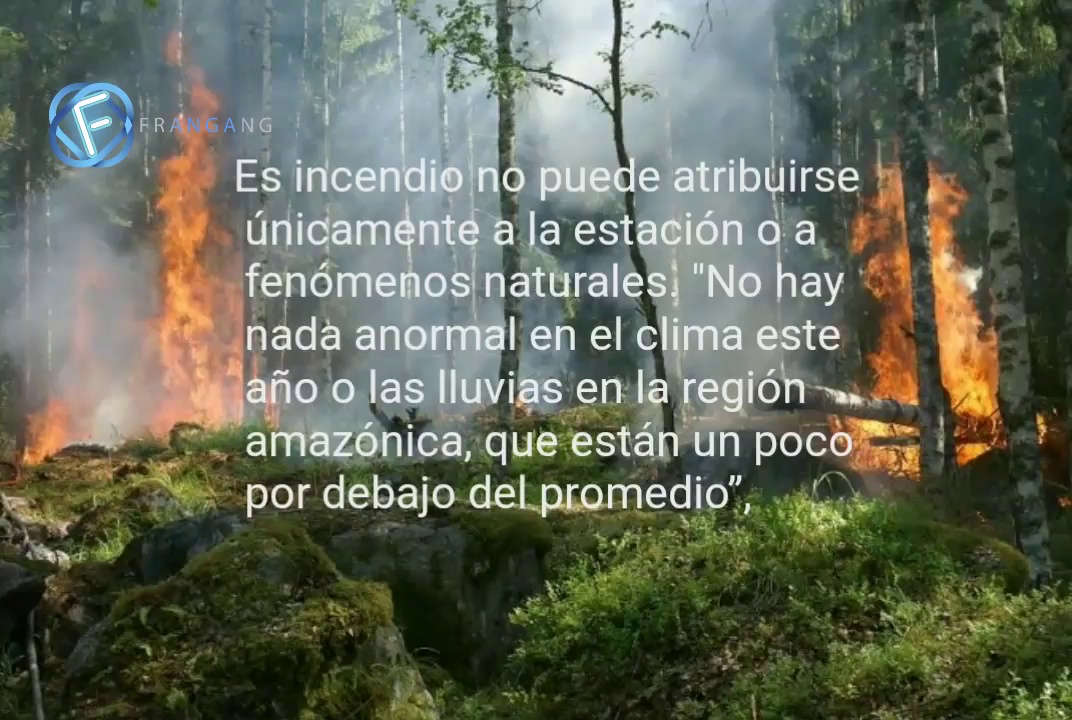 FRANGANG
Es incendio no puede atribuirse
únicamente a la estación o a
fenómenos naturales. "No hay
nada anormal en el clima este
año o las lluvias en la región
amazónica, que están un poco
por debajo del promedio”,